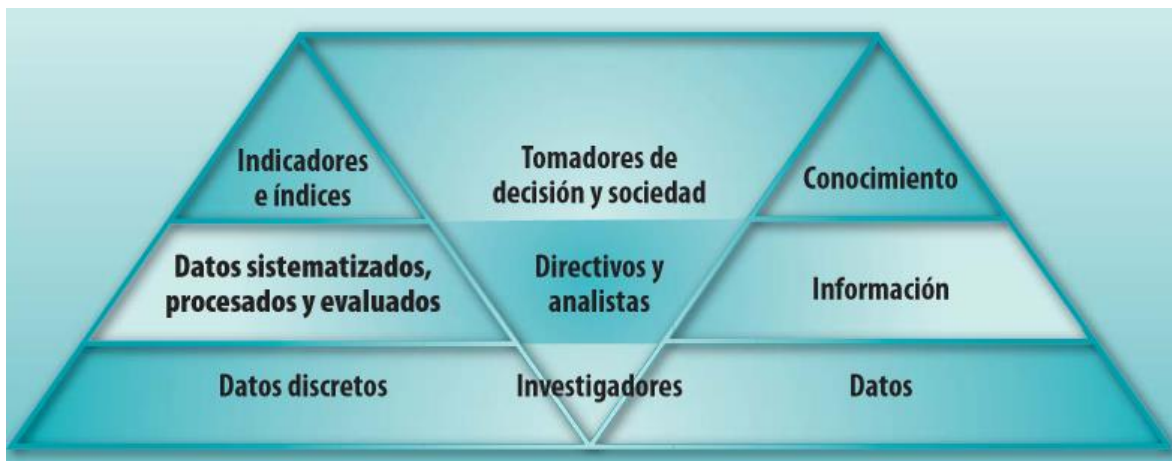 Indicadores
e índices
Tomadores de
decisión y sociedad
Conocimiento
Datos sistematizados,
procesados y evaluados
Directivos y
analistas
Información
Datos discretos
Investigadores
Datos